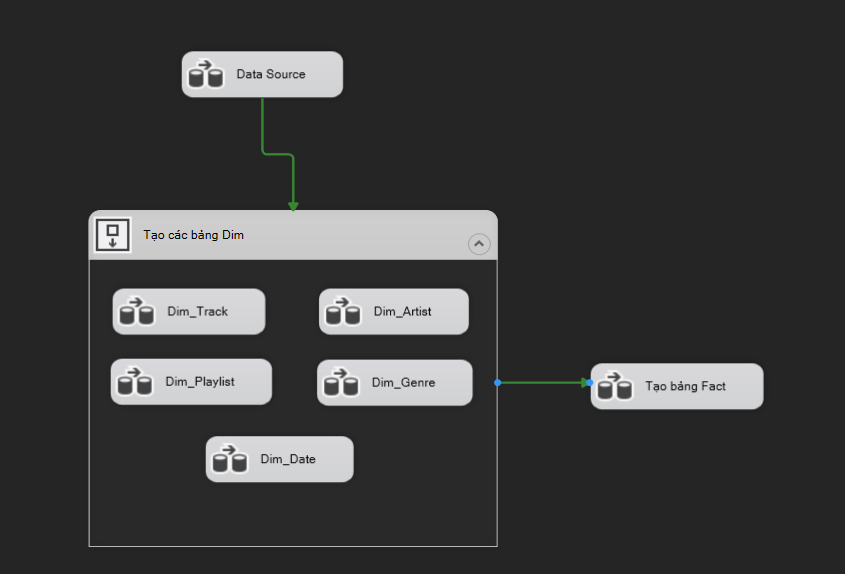 Data Source
Tạo các bảng Dim
Dim_Track
Dim_Artist
Dim_Playlist
Dim_Genre
Tạo bảng Fact
Dim_Date